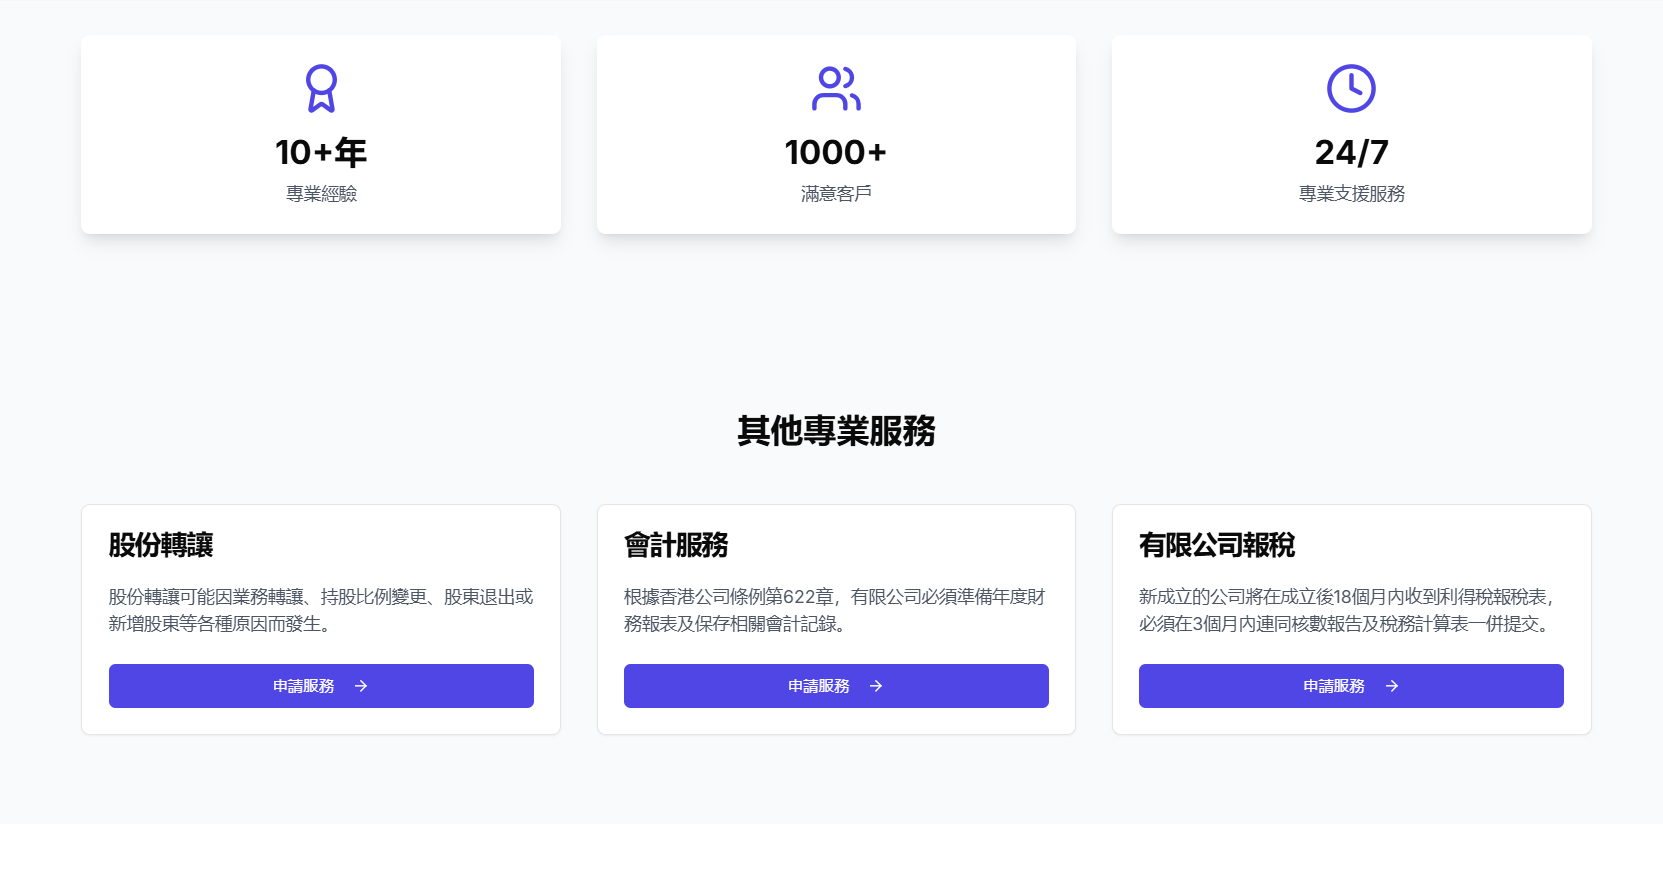 10+年
1000+
24/7
專業經驗
滿意客戶
專業支援服務
其他專業服務
股份轉讓
股份轉讓可能因業務轉讓、持股比例變更、股東退出或
新增股東等各種原因而發生。
申請服務
會計服務
根據香港公司條例第622章，有限公司必須準備年度財
務報表及保存相關會計記錄。
申請服務
有限公司報稅
新成立的公司將在成立後18個月內收到利得稅報稅表，
必須在3個月內連同核數報告及稅務計算表一併提交。
申請服務